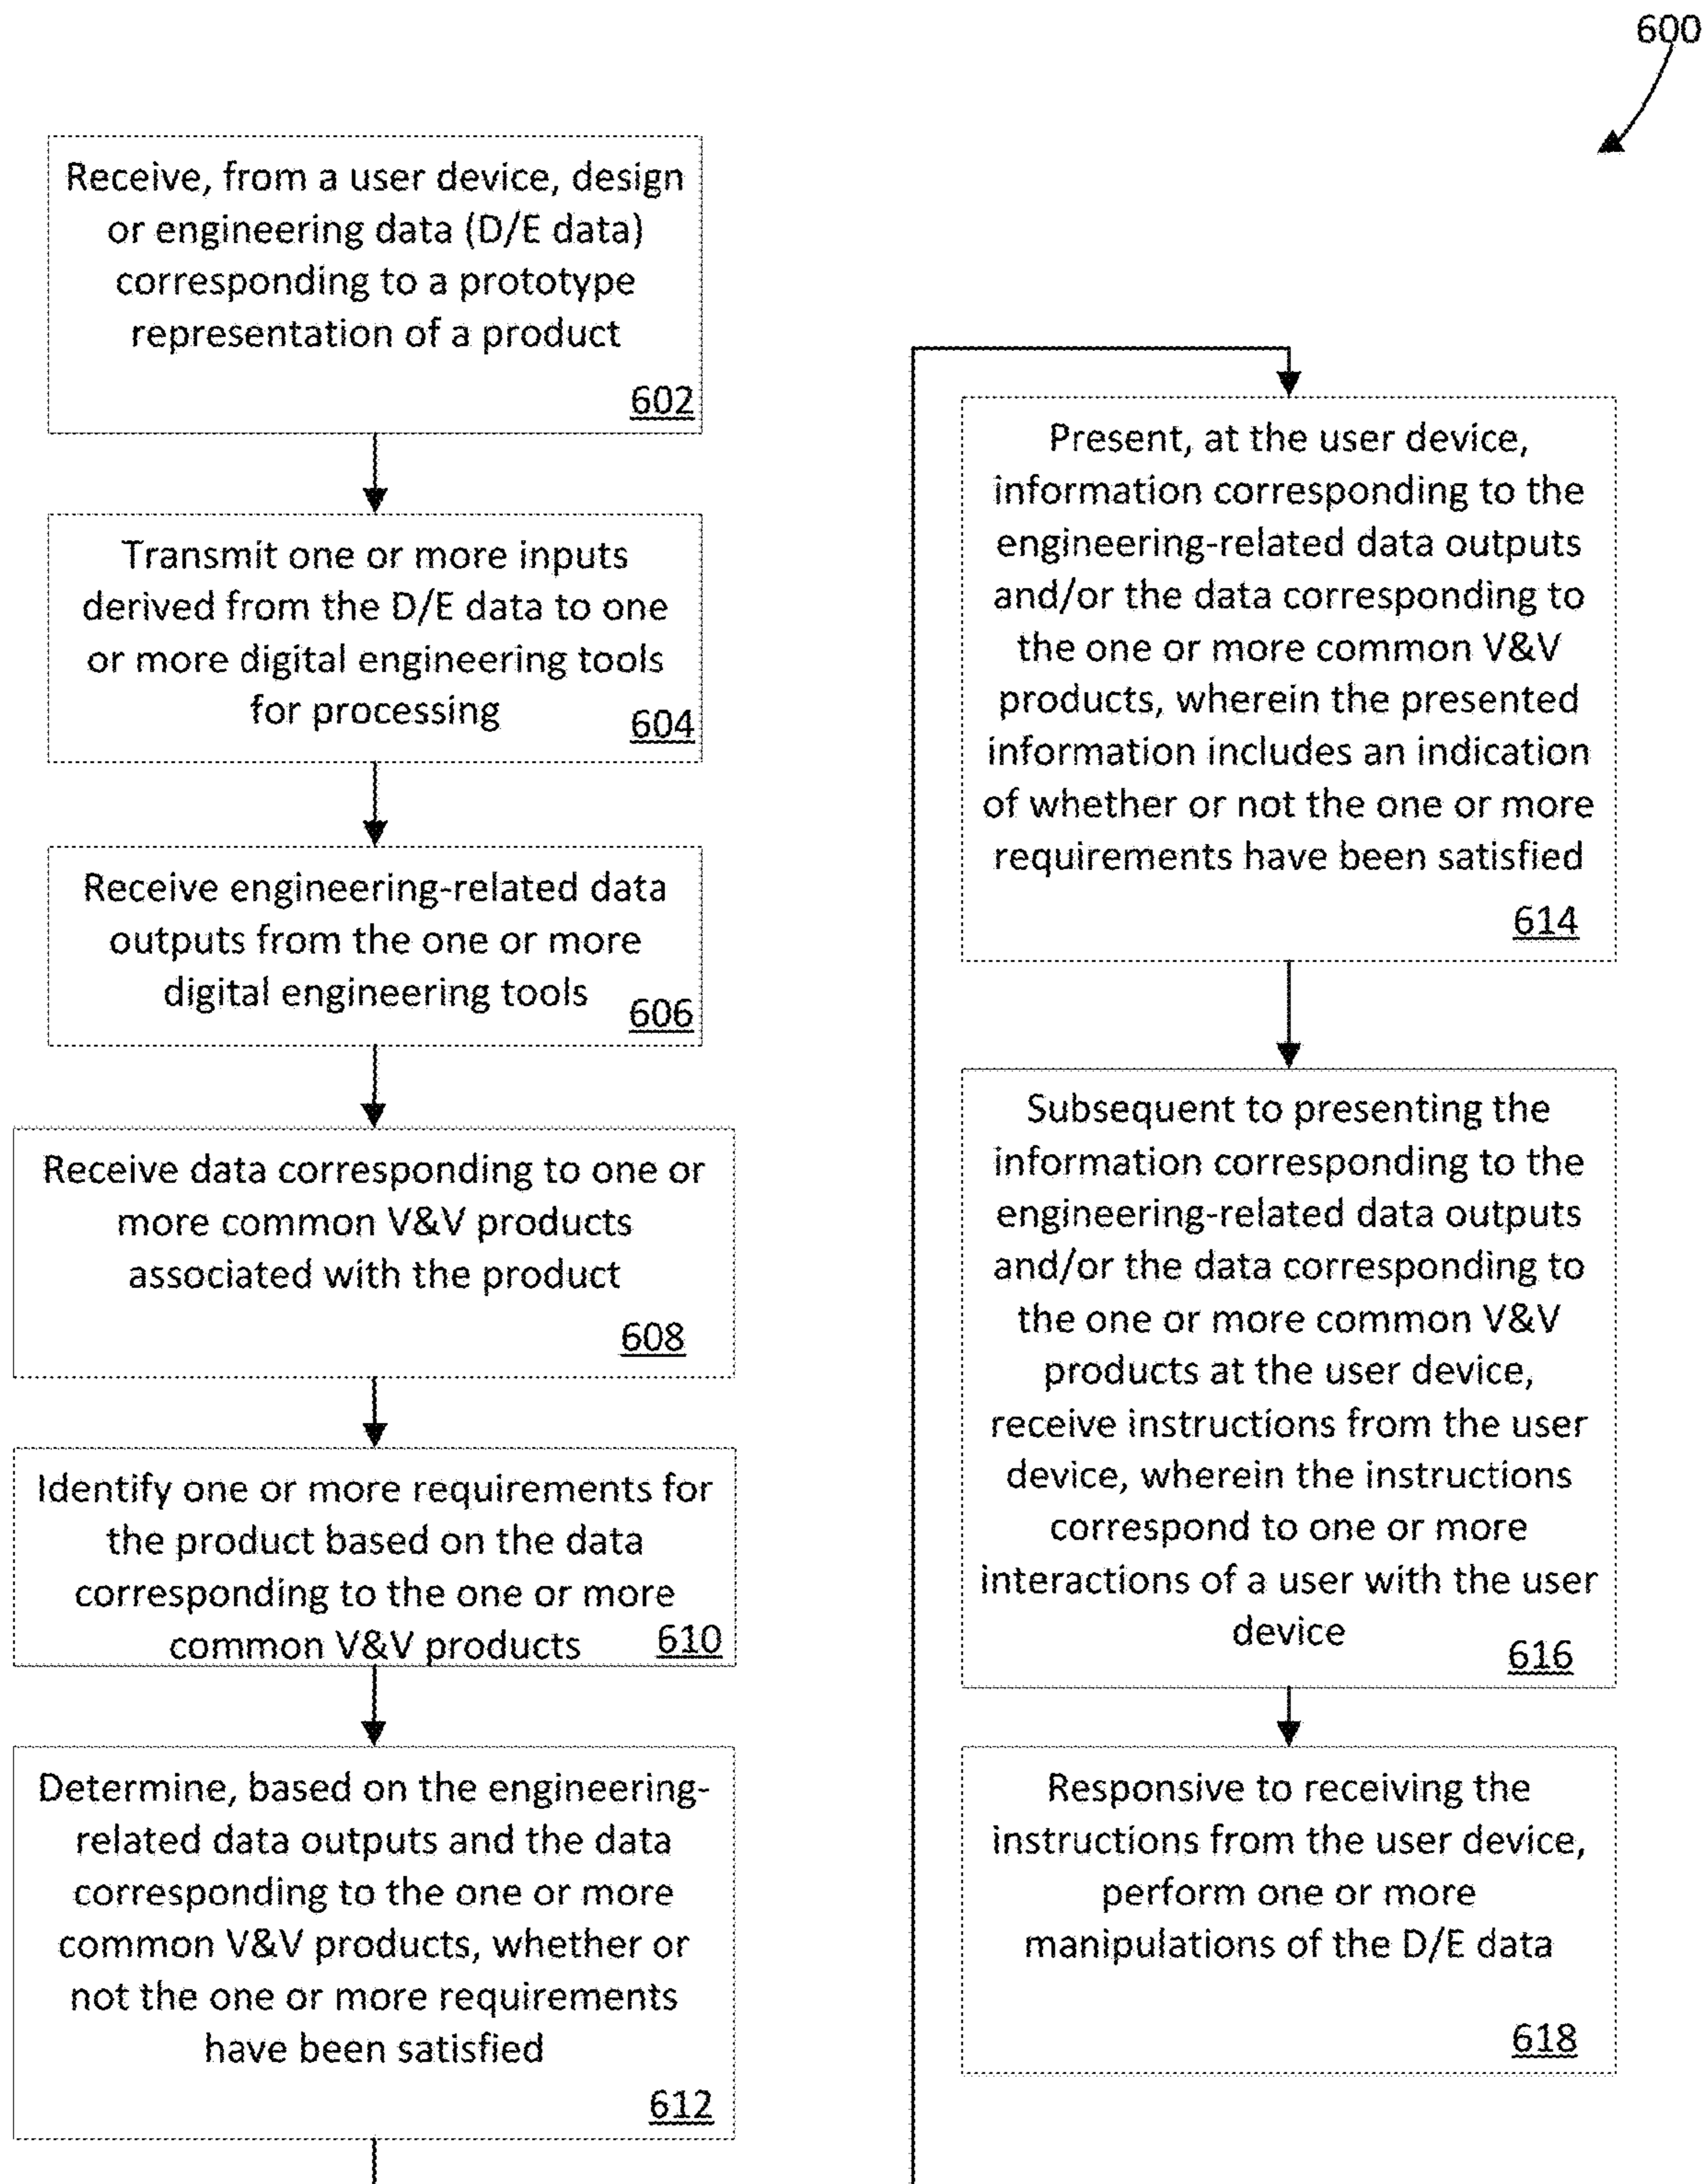 600
Receive, from a user device, design
or engineering data (D/E data)
corresponding to a prototype
representation of a product
602
Transmit one or more inputs
derived from the D/E data to one
or more digital engineering tools
for processing
604
Receive engineering-related data
outputs from the one or more
digital engineering tools
606
Receive data corresponding to one or
more common V&V products
associated with the product
608
Identify one or more requirements for
the product based on the data
corresponding to the one or more
common V&V products
610
Determine, based on the engineering-
related data outputs and the data
corresponding to the one or more
common V&V products, whether or
not the one or more requirements
have been satisfied
612
Present, at the user device,
information corresponding to the
engineering-related data outputs
and/or the data corresponding to
the one or more common V&V
products, wherein the presented
information includes an indication
of whether or not the one or more
requirements have been satisfied
614
Subsequent to presenting the
information corresponding to the
engineering-related data outputs
and/or the data corresponding to
the one or more common V&V
products at the user device,
receive instructions from the user
device, wherein the instructions
correspond to one or more
interactions of a user with the user
device
616
Responsive to receiving the
instructions from the user device,
perform one or more
manipulations of the D/E data
618